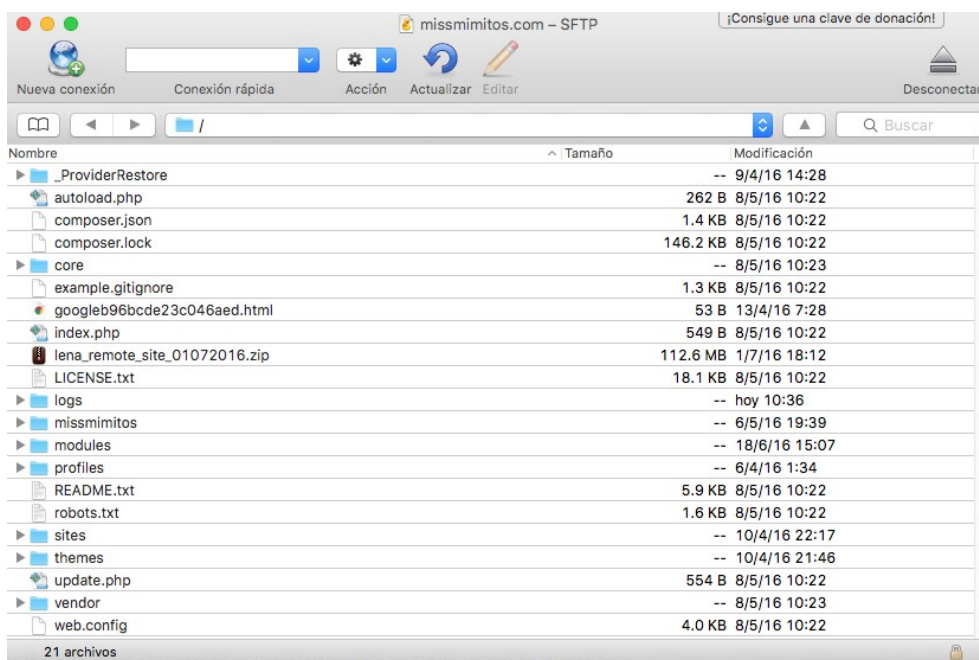 missmimitos.com – SFTP
¡Consigue una clave de donación!
Nueva conexión Conexión rápida Acción Actualizar Editar Desconectar
/ Buscar
Nombre Tamaño Modificación
_ProviderRestore -- 9/4/16 14:28
autoload.php 262 B 8/5/16 10:22
composer.json 1.4 KB 8/5/16 10:22
composer.lock 146.2 KB 8/5/16 10:22
core -- 8/5/16 10:23
example.gitignore 1.3 KB 8/5/16 10:22
googleb96bcde23c046aed.html 53 B 13/4/16 7:28
index.php 549 B 8/5/16 10:22
lena_remote_site_01072016.zip 112.6 MB 1/7/16 18:12
LICENSE.txt 18.1 KB 8/5/16 10:22
logs -- hoy 10:36
missmimitos -- 6/5/16 19:39
modules -- 18/6/16 15:07
profiles -- 6/4/16 1:34
README.txt 5.9 KB 8/5/16 10:22
robots.txt 1.6 KB 8/5/16 10:22
sites -- 10/4/16 22:17
themes -- 10/4/16 21:46
update.php 554 B 8/5/16 10:22
vendor -- 8/5/16 10:23
web.config 4.0 KB 8/5/16 10:22
21 archivos